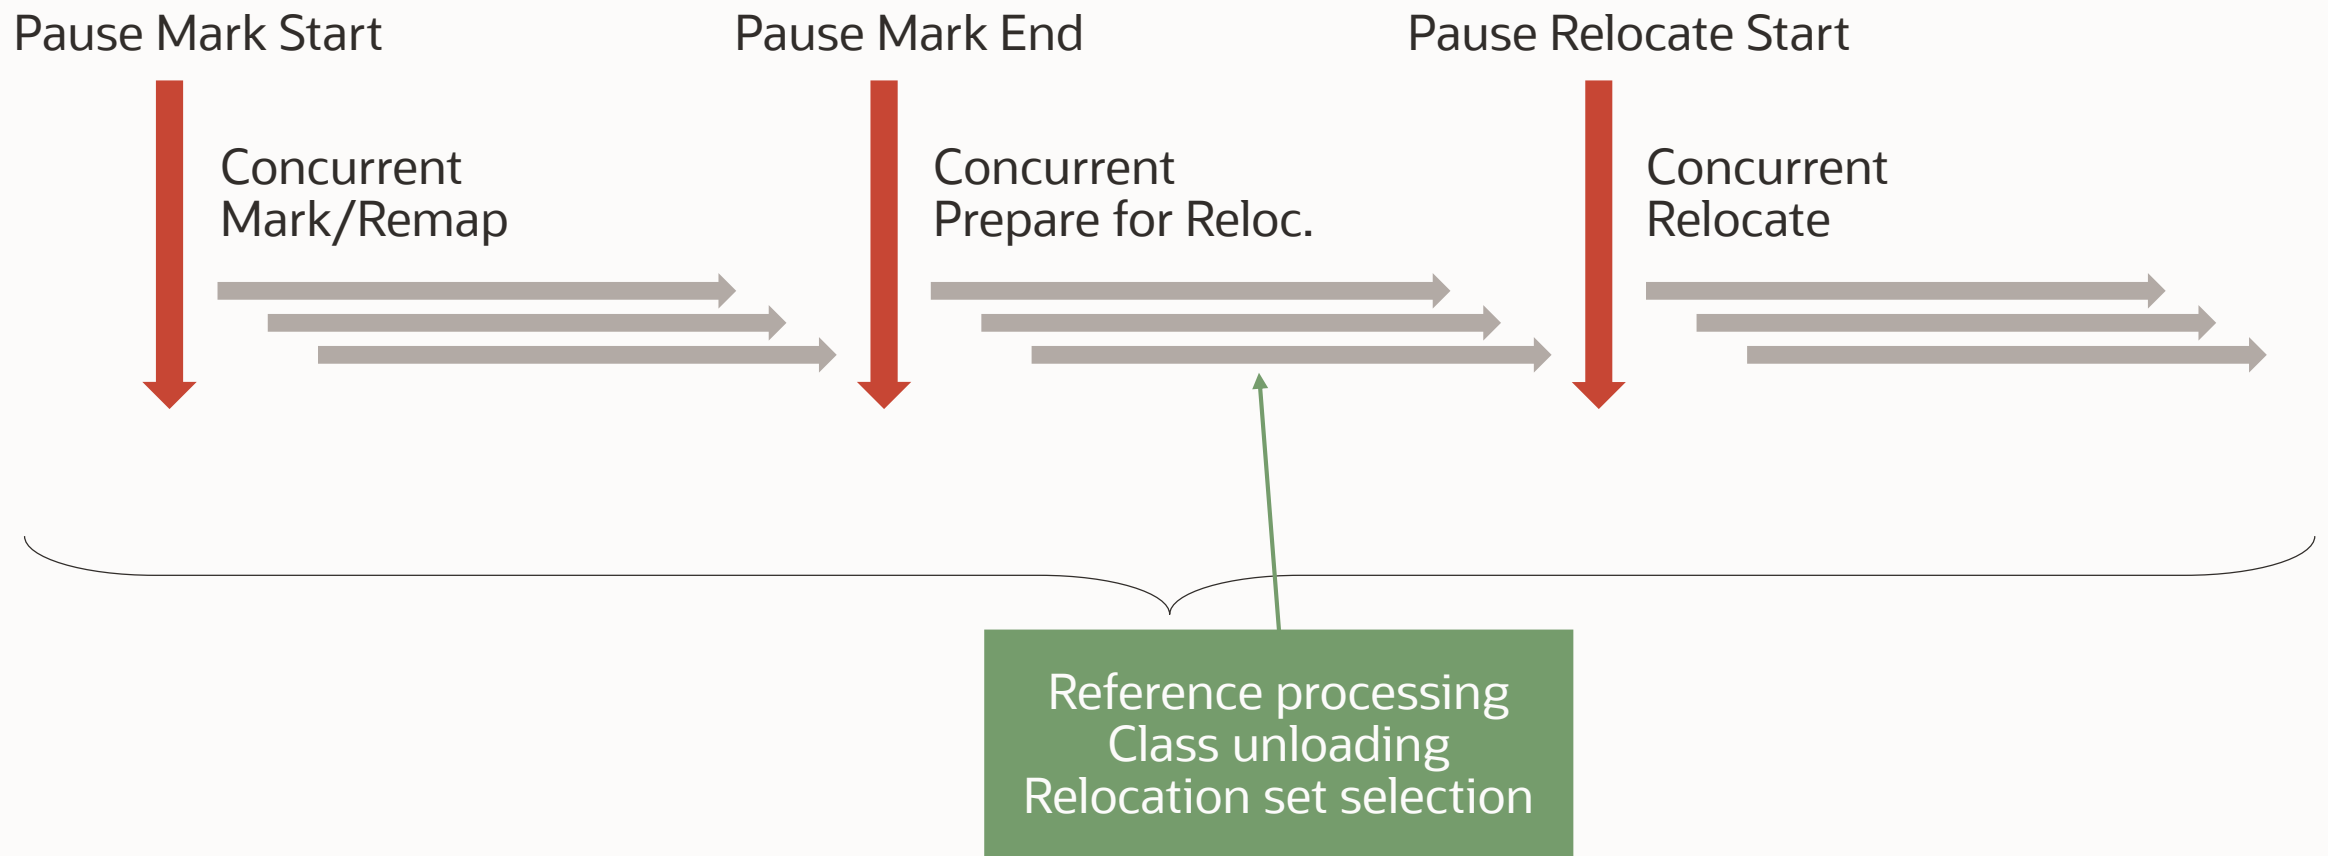 Pause Mark Start
Pause Mark End
Pause Relocate Start
Concurrent
Mark/Remap
Concurrent
Prepare for Reloc.
Concurrent
Relocate
Reference processing
Class unloading
Relocation set selection